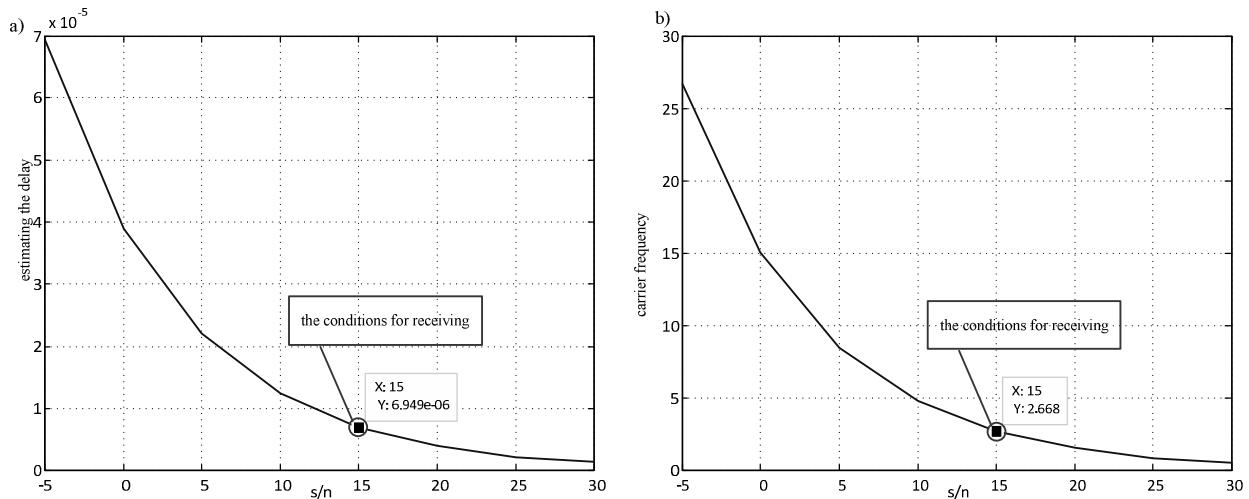 a)
x 10^-5
7
6
5
4
3
2
1
0
estimating the delay
the conditions for receiving
X: 15
Y: 6.949e-06
-5 0 5 10 15 20 25 30
s/n
b)
30
25
20
15
10
5
0
carrier frequency
the conditions for receiving
X: 15
Y: 2.668
-5 0 5 10 15 20 25 30
s/n